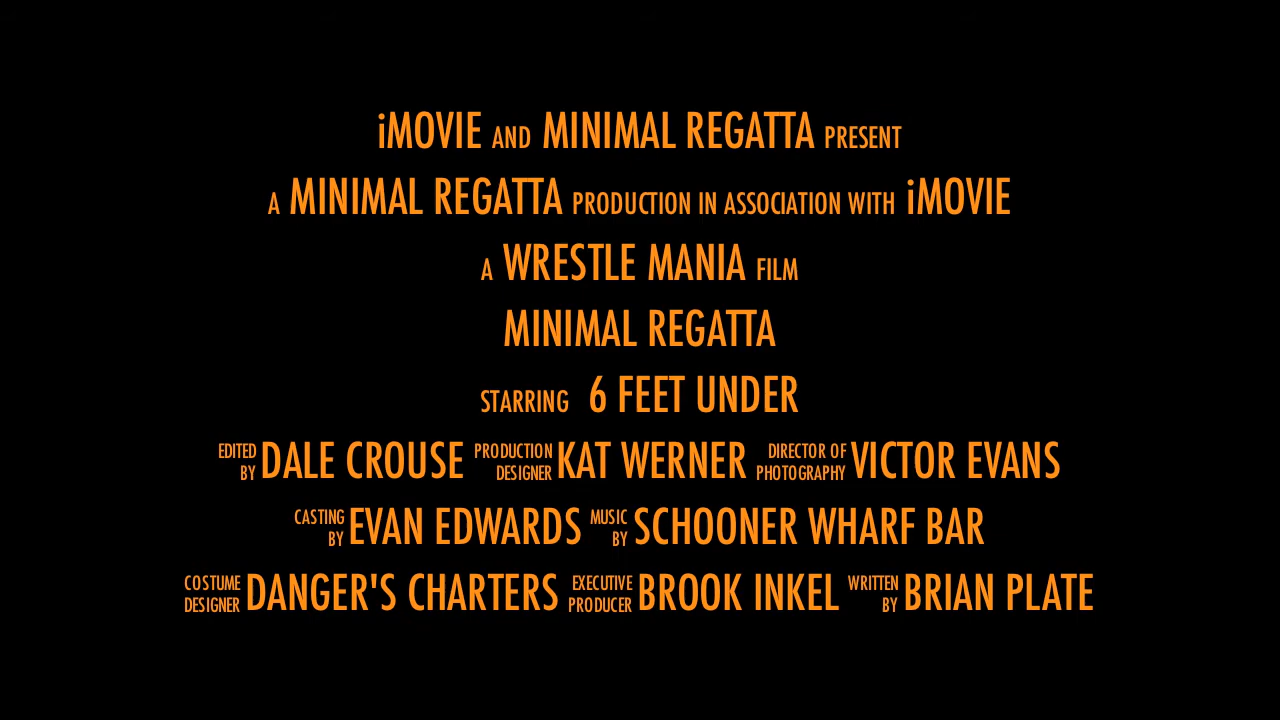 iMOVIE AND MINIMAL REGATTA PRESENT
A MINIMAL REGATTA PRODUCTION IN ASSOCIATION WITH iMOVIE
A WRESTLE MANIA FILM
MINIMAL REGATTA
STARRING 6 FEET UNDER
EDITED BY DALE CROUSE PRODUCTION DESIGNER KAT WERNER DIRECTOR OF PHOTOGRAPHY VICTOR EVANS
CASTING BY EVAN EDWARDS MUSIC BY SCHOONER WHARF BAR
COSTUME DESIGNER DANGER'S CHARTERS EXECUTIVE PRODUCER BROOK INKEL WRITTEN BY BRIAN PLATE